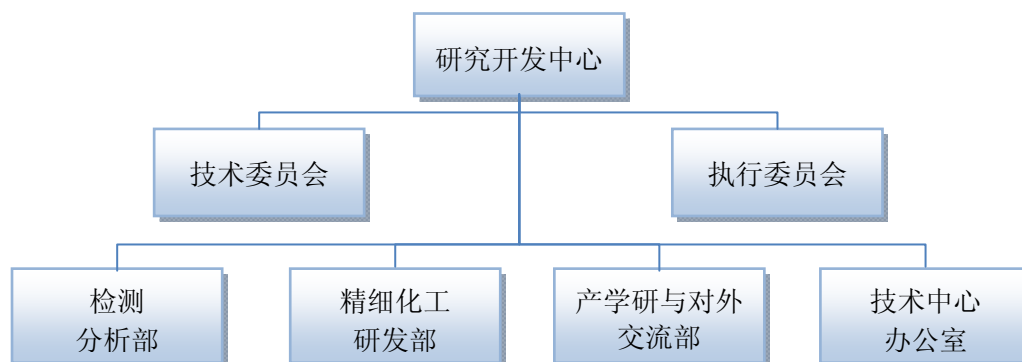 研究开发中心
技术委员会
执行委员会
检测
分析部
精细化工
研发部
产学研与对外
交流部
技术中心
办公室